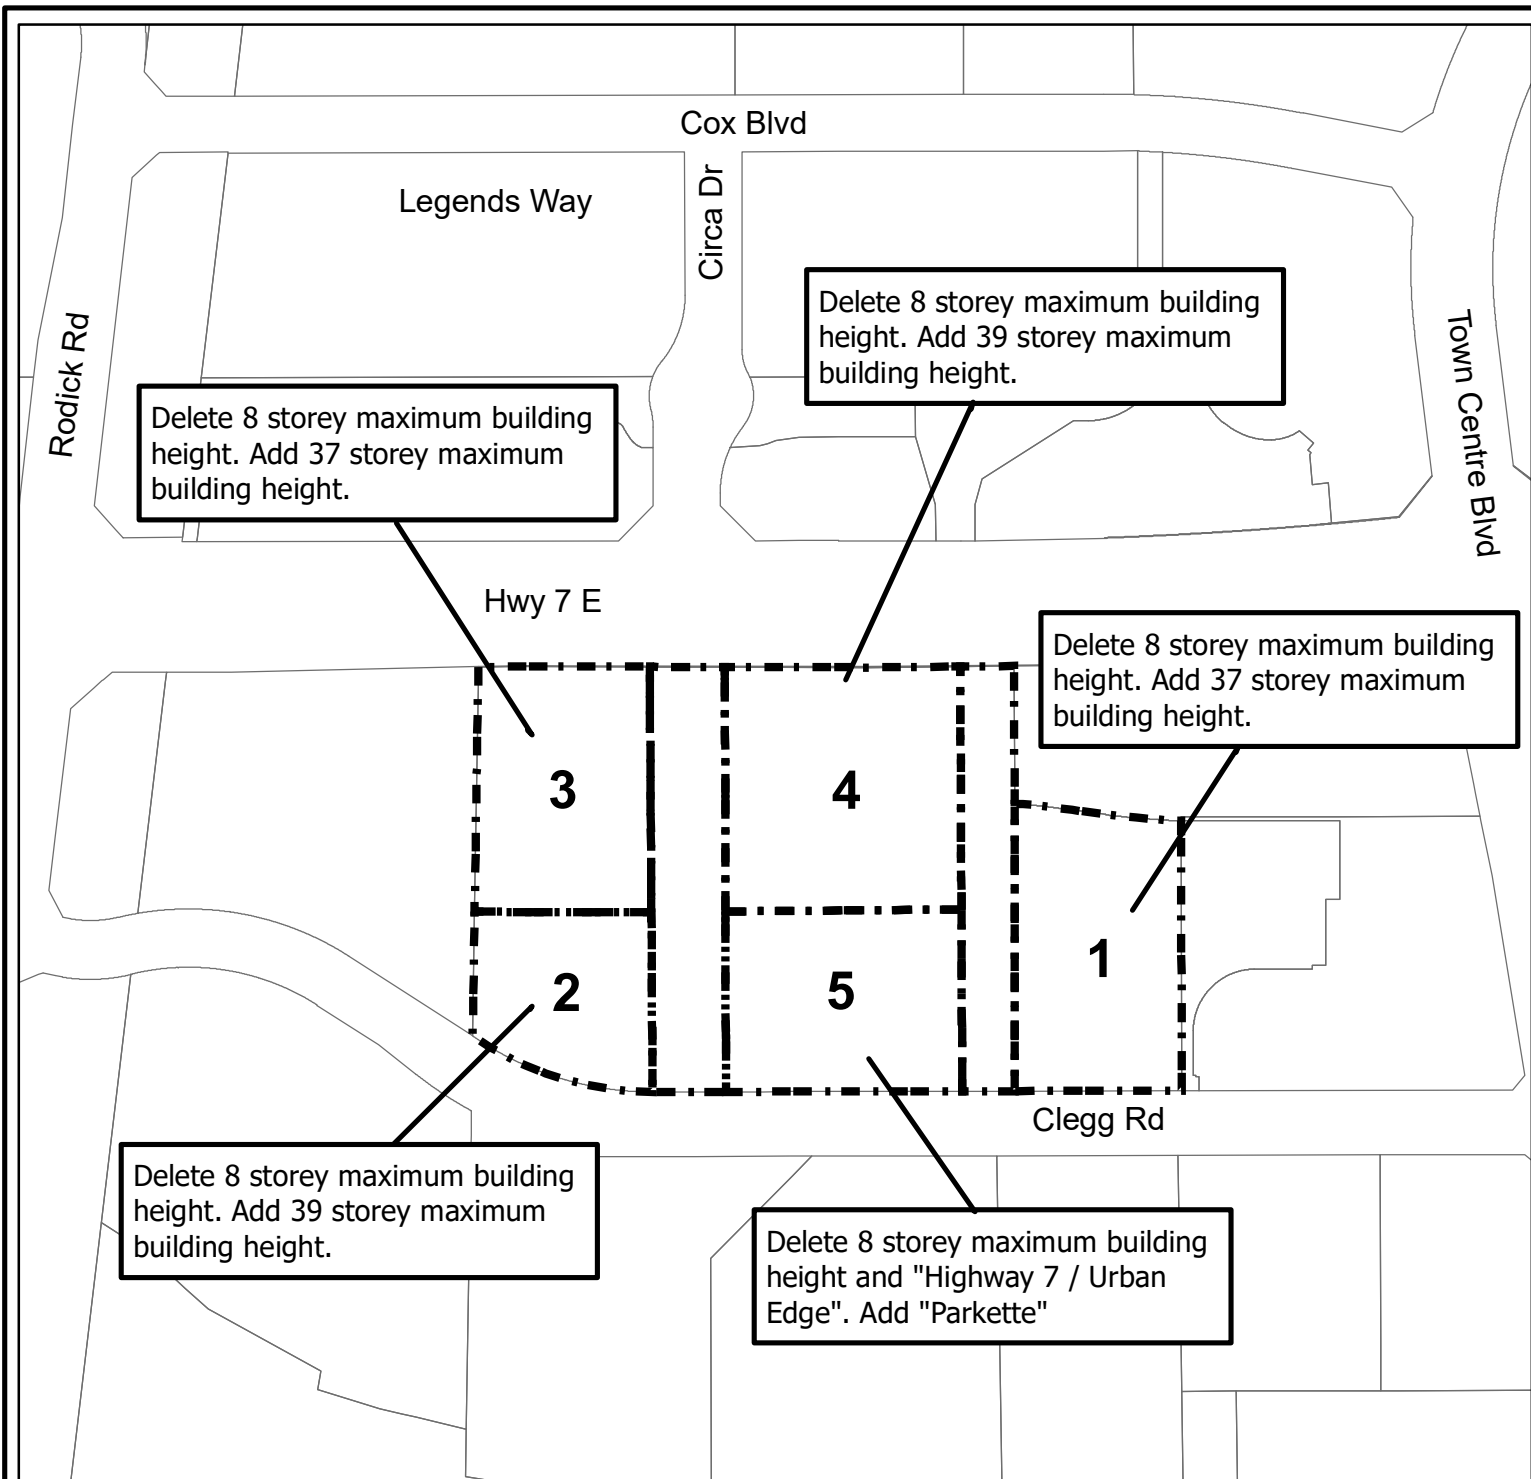 Cox Blvd
Legends Way
Circa Dr
Rodick Rd
Town Centre Blvd
Delete 8 storey maximum building
height. Add 39 storey maximum
building height.
Delete 8 storey maximum building
height. Add 37 storey maximum
building height.
Hwy 7 E
Delete 8 storey maximum building
height. Add 37 storey maximum
building height.
3
4
1
2
5
Clegg Rd
Delete 8 storey maximum building
height. Add 39 storey maximum
building height.
Delete 8 storey maximum building
height and "Highway 7 / Urban
Edge". Add "Parkette"